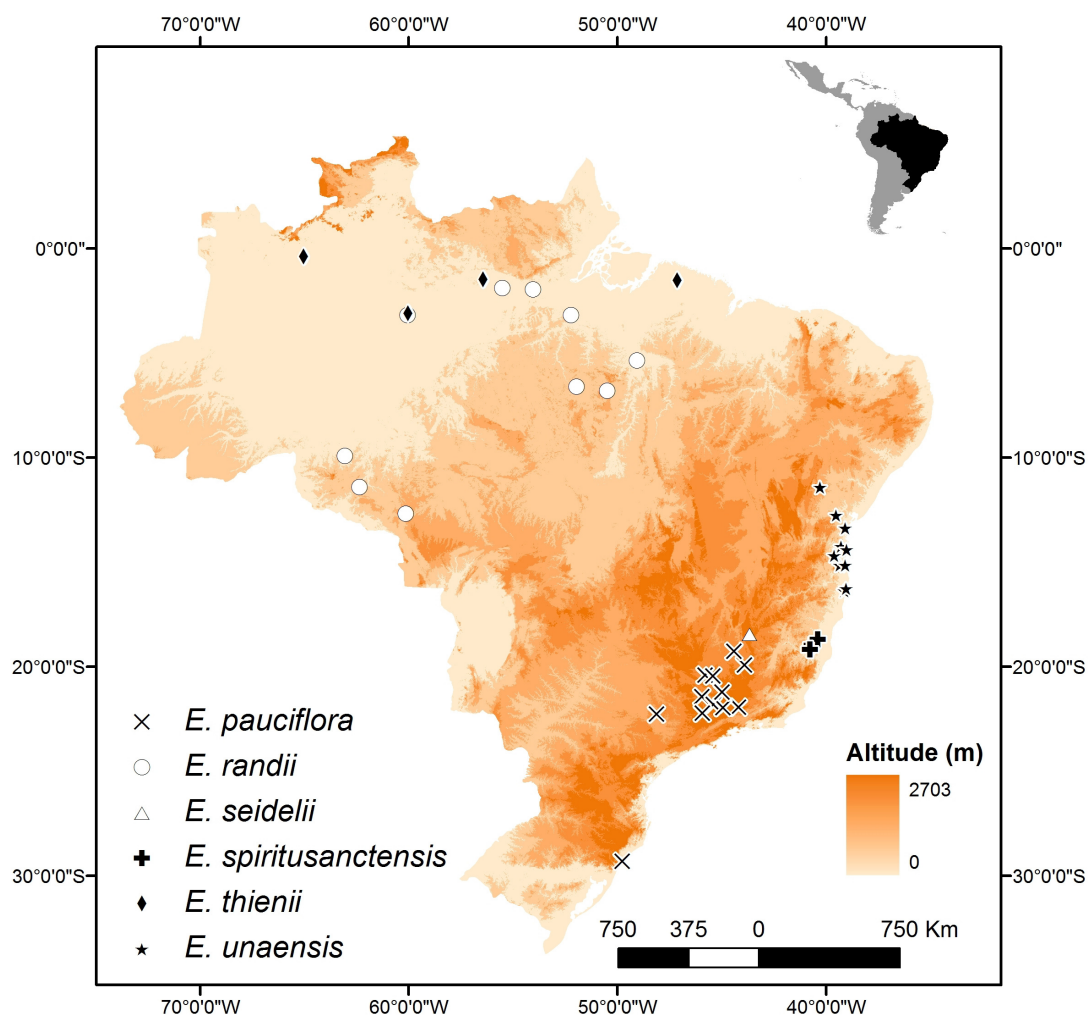 70°0'0"W 60°0'0"W 50°0'0"W 40°0'0"W
0°0'0" 0°0'0"
10°0'0"S 10°0'0"S
20°0'0"S 20°0'0"S
E. pauciflora
E. randii
E. seidelii
E. spiritusanctensis
E. thienii
E. unaensis
Altitude (m)
2703
0
30°0'0"S 30°0'0"S
750 375 0 750 Km
70°0'0"W 60°0'0"W 50°0'0"W 40°0'0"W